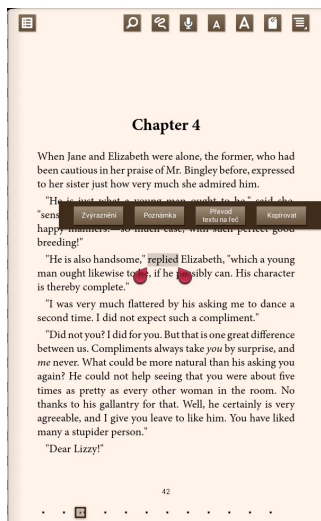 A A
Chapter 4
When Jane and Elizabeth were alone, the former, who had
been cautious in her praise of Mr. Bingley before, expressed
to her sister just how very much she admired him.
"He is just what a young man ought to be," said she,
"sens
Zvýraznění Poznámka Převod textu na řeč Kopírovat
happy manners!—so much ease, with such perfect good
breeding!"
"He is also handsome," replied Elizabeth, "which a young
man ought likewise to be, if he possibly can. His character
is thereby complete."
"I was very much flattered by his asking me to dance a
second time. I did not expect such a compliment."
"Did not you? I did for you. But that is one great difference
between us. Compliments always take you by surprise, and
me never. What could be more natural than his asking you
again? He could not help seeing that you were about five
times as pretty as every other woman in the room. No
thanks to his gallantry for that. Well, he certainly is very
agreeable, and I give you leave to like him. You have liked
many a stupider person."
"Dear Lizzy!"
42